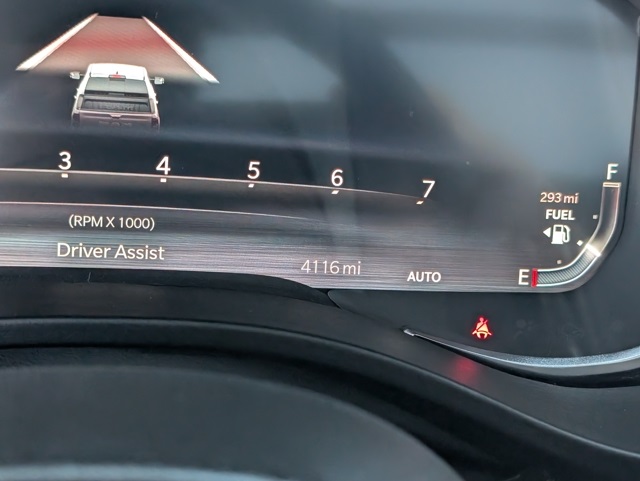 3 4 5 6 7
F
293 mi
FUEL
(RPM X 1000)
Driver Assist
4116 mi
AUTO
E